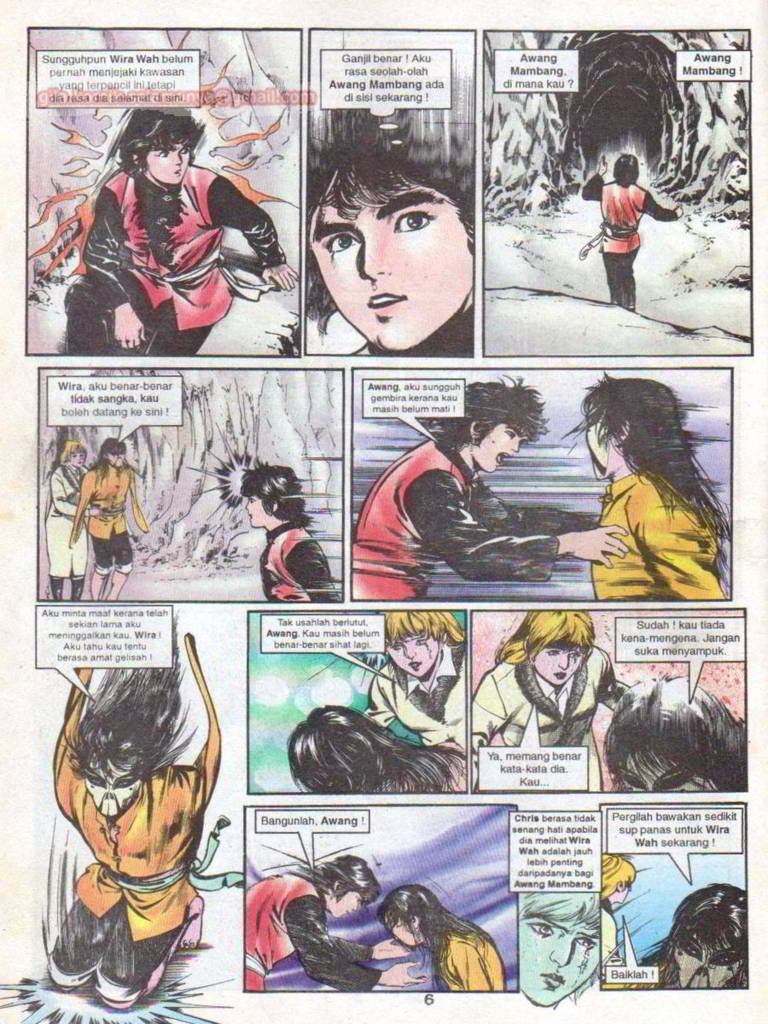 Sungguhpun Wira Wah belum
pernah menjejaki kawasan
yang terpencil ini tetapi
dia rasa dia selamat di sini.
Ganjil benar ! Aku
rasa seolah-olah
Awang Mambang ada
di sisi sekarang !
Awang
Mambang,
di mana kau ?
Awang
Mambang !
Wira, aku benar-benar
tidak sangka, kau
boleh datang ke sini !
Awang, aku sungguh
gembira kerana kau
masih belum mati !
Aku minta maaf kerana telah
sekian lama aku
meninggalkan kau, Wira !
Aku tahu kau tentu
berasa amat gelisah !
Tak usahlah berlutut,
Awang. Kau masih belum
benar-benar sihat lagi.
Sudah ! kau tiada
kena-mengena. Jangan
suka menyampuk.
Ya, memang benar
kata-kata dia.
Kau...
Bangunlah, Awang !
Chris berasa tidak
senang hati apabila
dia melihat Wira
Wah adalah jauh
lebih penting
daripadanya bagi
Awang Mambang.
Pergilah bawakan sedikit
sup panas untuk Wira
Wah sekarang !
Baiklah !
6